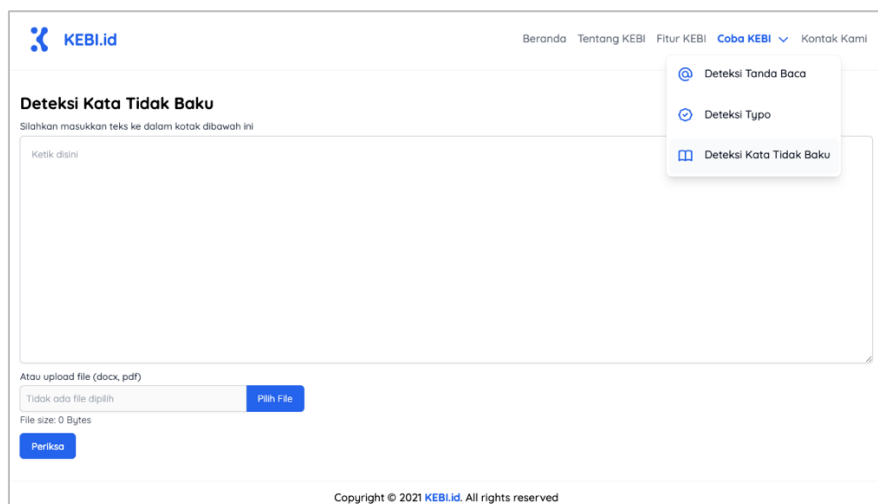 KEBI.id
Beranda Tentang KEBI Fitur KEBI Coba KEBI Kontak Kami
Deteksi Tanda Baca
Deteksi Typo
Deteksi Kata Tidak Baku
Deteksi Kata Tidak Baku
Silahkan masukkan teks ke dalam kotak dibawah ini
Ketik disini
Atau upload file (docx, pdf)
Tidak ada file dipilih Pilih File
File size: 0 Bytes
Periksa
Copyright © 2021 KEBI.id. All rights reserved